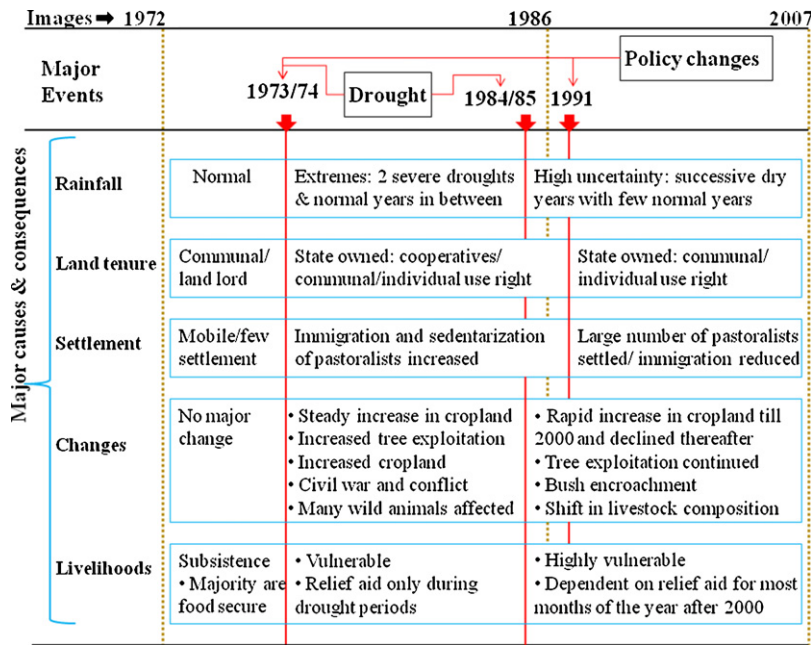 Images ➡ 1972 1986 2007
Major Events
Policy changes
Drought
1973/74 1984/85 1991
Major causes & consequences
Rainfall
Normal
Extremes: 2 severe droughts
& normal years in between
High uncertainty: successive dry
years with few normal years
Land tenure
Communal/
land lord
State owned: cooperatives/
communal/individual use right
State owned: communal/
individual use right
Settlement
Mobile/few
settlement
Immigration and sedentarization
of pastoralists increased
Large number of pastoralists
settled/ immigration reduced
Changes
No major
change
• Steady increase in cropland
• Increased tree exploitation
• Increased cropland
• Civil war and conflict
• Many wild animals affected
• Rapid increase in cropland till
2000 and declined thereafter
• Tree exploitation continued
• Bush encroachment
• Shift in livestock composition
Livelihoods
Subsistence
• Majority are
food secure
• Vulnerable
• Relief aid only during
drought periods
• Highly vulnerable
• Dependent on relief aid for most
months of the year after 2000